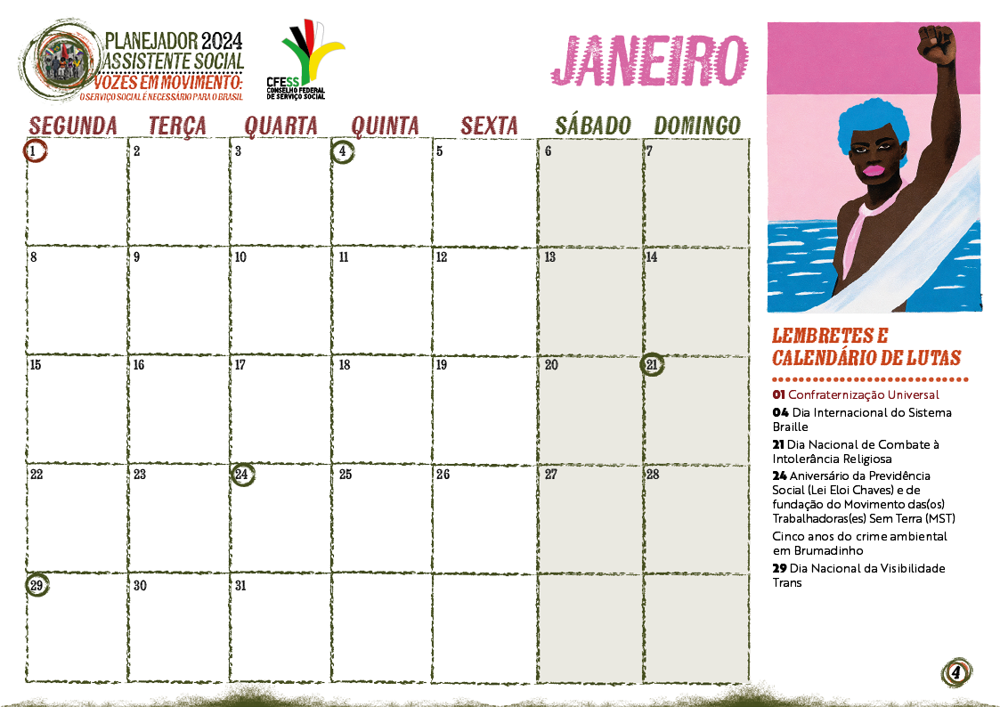 PLANEJADOR 2024
ASSISTENTE SOCIAL
VOZES EM MOVIMENTO:
O SERVIÇO SOCIAL É NECESSÁRIO PARA O BRASIL
CFESS
CONSELHO FEDERAL
DE SERVIÇO SOCIAL
JANEIRO
SEGUNDA TERÇA QUARTA QUINTA SEXTA SÁBADO DOMINGO
1 2 3 4 5 6 7
8 9 10 11 12 13 14
15 16 17 18 19 20 21
22 23 24 25 26 27 28
29 30 31
LEMBRETES E
CALENDÁRIO DE LUTAS
01 Confraternização Universal
04 Dia Internacional do Sistema
Braille
21 Dia Nacional de Combate à
Intolerância Religiosa
24 Aniversário da Previdência
Social (Lei Eloi Chaves) e de
fundação do Movimento das(os)
Trabalhadoras(es) Sem Terra (MST)
Cinco anos do crime ambiental
em Brumadinho
29 Dia Nacional da Visibilidade
Trans
4